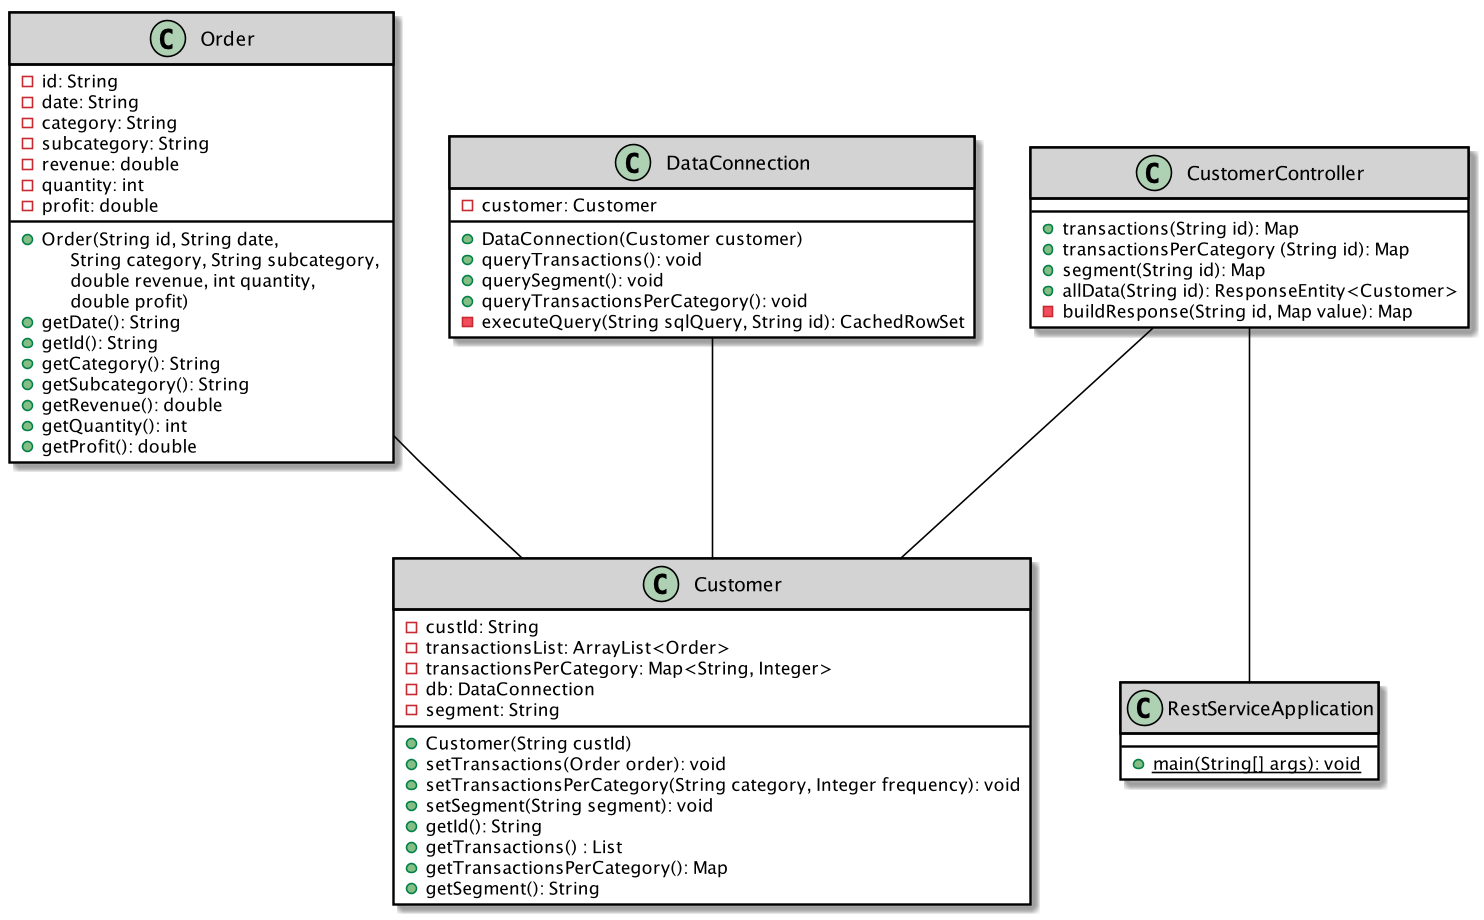 C Order
id: String
date: String
category: String
subcategory: String
revenue: double
quantity: int
profit: double
Order(String id, String date,
String category, String subcategory,
double revenue, int quantity,
double profit)
getDate(): String
getId(): String
getCategory(): String
getSubcategory(): String
getRevenue(): double
getQuantity(): int
getProfit(): double
C DataConnection
customer: Customer
DataConnection(Customer customer)
queryTransactions(): void
querySegment(): void
queryTransactionsPerCategory(): void
executeQuery(String sqlQuery, String id): CachedRowSet
C CustomerController
transactions(String id): Map
transactionsPerCategory (String id): Map
segment(String id): Map
allData(String id): ResponseEntity<Customer>
buildResponse(String id, Map value): Map
C Customer
custId: String
transactionsList: ArrayList<Order>
transactionsPerCategory: Map<String, Integer>
db: DataConnection
segment: String
Customer(String custId)
setTransactions(Order order): void
setTransactionsPerCategory(String category, Integer frequency): void
setSegment(String segment): void
getId(): String
getTransactions() : List
getTransactionsPerCategory(): Map
getSegment(): String
C RestServiceApplication
main(String[] args): void